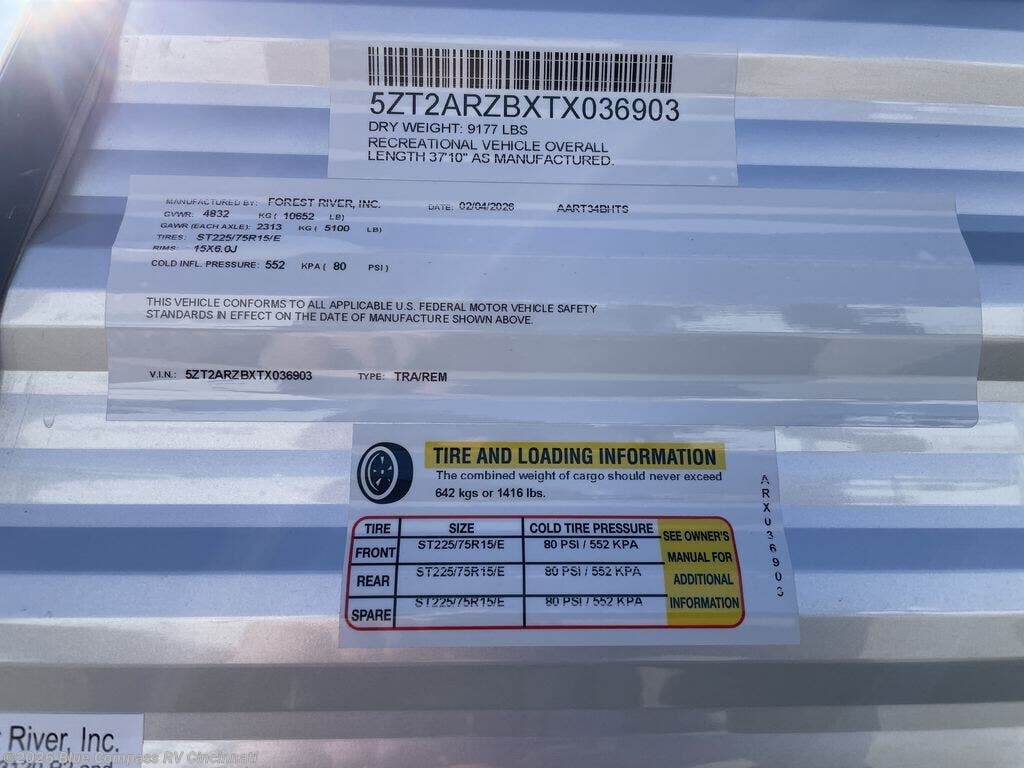 5ZT2ARZBXTX036903
DRY WEIGHT: 9177 LBS
RECREATIONAL VEHICLE OVERALL
LENGTH 37'10" AS MANUFACTURED.
MANUFACTURED BY: FOREST RIVER, INC. DATE: 02/04/2026 AART34BHTS
GVWR: 4832 KG ( 10652 LB)
GAWR (EACH AXLE): 2313 KG ( 5100 LB)
TIRES: ST225/75R15/E
RIMS: 15X6.0J
COLD INFL. PRESSURE: 552 KPA ( 80 PSI )
THIS VEHICLE CONFORMS TO ALL APPLICABLE U.S. FEDERAL MOTOR VEHICLE SAFETY
STANDARDS IN EFFECT ON THE DATE OF MANUFACTURE SHOWN ABOVE.
V.I.N.: 5ZT2ARZBXTX036903 TYPE: TRA/REM
TIRE AND LOADING INFORMATION
The combined weight of cargo should never exceed
642 kgs or 1416 lbs.
ARX036903
TIRE SIZE COLD TIRE PRESSURE SEE OWNER'S
FRONT ST225/75R15/E 80 PSI / 552 KPA MANUAL FOR
REAR ST225/75R15/E 80 PSI / 552 KPA ADDITIONAL
SPARE ST225/75R15/E 80 PSI / 552 KPA INFORMATION
River, Inc.
©2026 Blue Compass RV Cincinnati